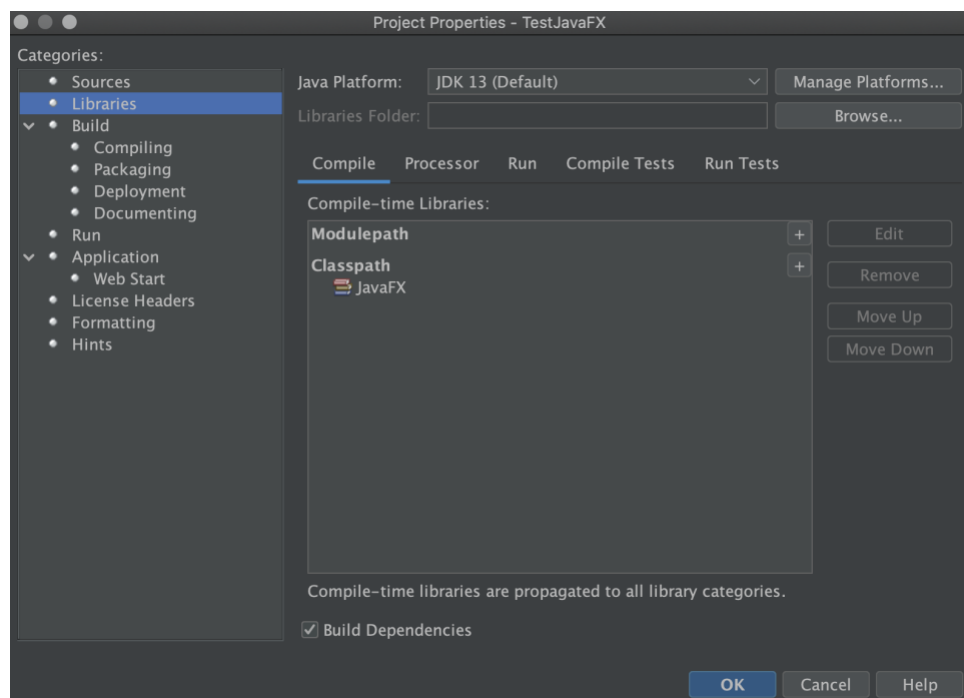 Project Properties - TestJavaFX
Categories:
Sources
Libraries
Build
Compiling
Packaging
Deployment
Documenting
Run
Application
Web Start
License Headers
Formatting
Hints
Java Platform: JDK 13 (Default) Manage Platforms...
Libraries Folder: Browse...
Compile Processor Run Compile Tests Run Tests
Compile-time Libraries:
Modulepath +
Classpath +
JavaFX
Edit
Remove
Move Up
Move Down
Compile-time libraries are propagated to all library categories.
Build Dependencies
OK Cancel Help